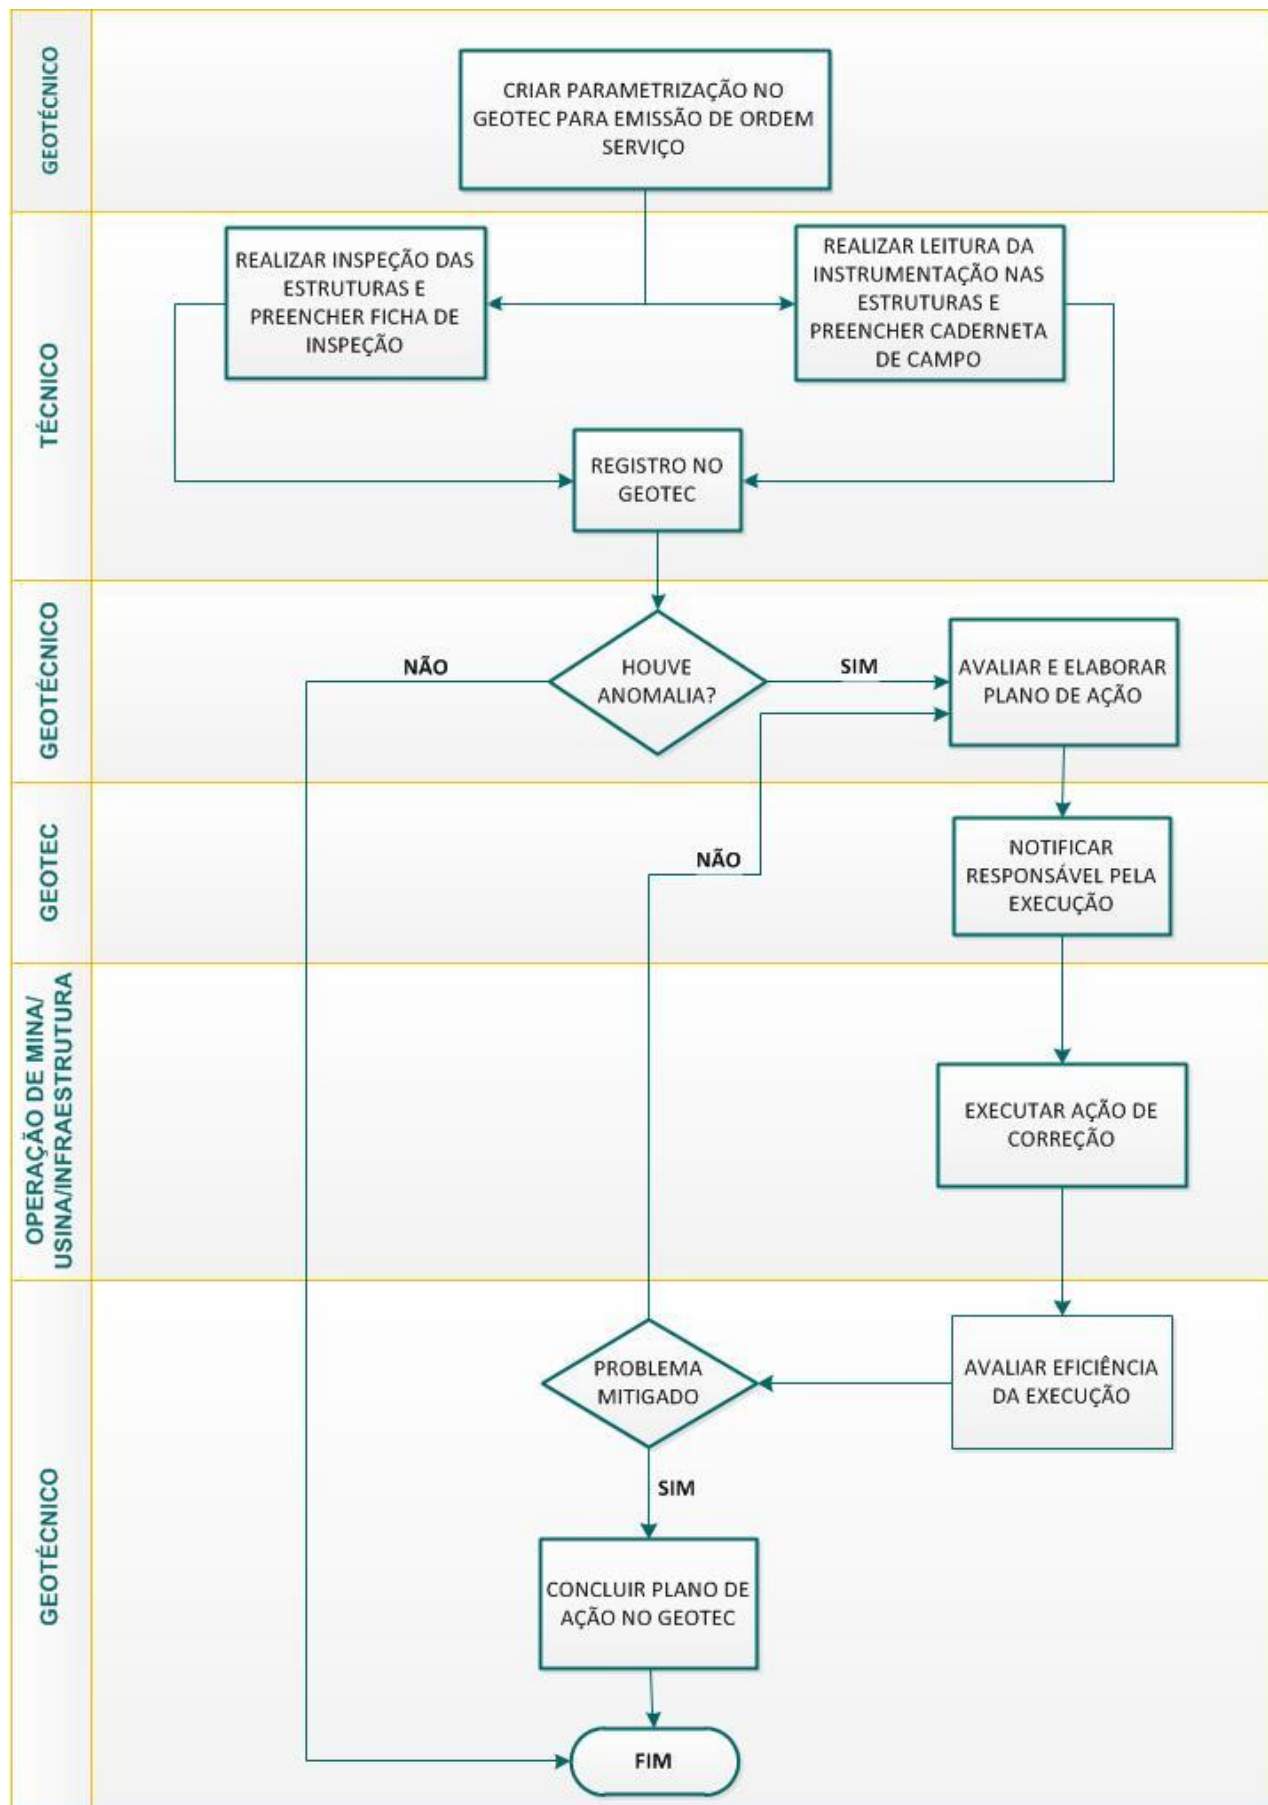 GEOTÉCNICO
CRIAR PARAMETRIZAÇÃO NO
GEOTEC PARA EMISSÃO DE ORDEM
SERVIÇO
TÉCNICO
REALIZAR INSPEÇÃO DAS
ESTRUTURAS E
PREENCHER FICHA DE
INSPEÇÃO
REALIZAR LEITURA DA
INSTRUMENTAÇÃO NAS
ESTRUTURAS E
PREENCHER CADERNETA
DE CAMPO
REGISTRO NO
GEOTEC
GEOTÉCNICO
NÃO
HOUVE
ANOMALIA?
SIM
AVALIAR E ELABORAR
PLANO DE AÇÃO
GEOTEC
NÃO
NOTIFICAR
RESPONSÁVEL PELA
EXECUÇÃO
OPERAÇÃO DE MINA/
USINA/INFRAESTRUTURA
EXECUTAR AÇÃO DE
CORREÇÃO
GEOTÉCNICO
PROBLEMA
MITIGADO
AVALIAR EFICIÊNCIA
DA EXECUÇÃO
SIM
CONCLUIR PLANO DE
AÇÃO NO GEOTEC
FIM